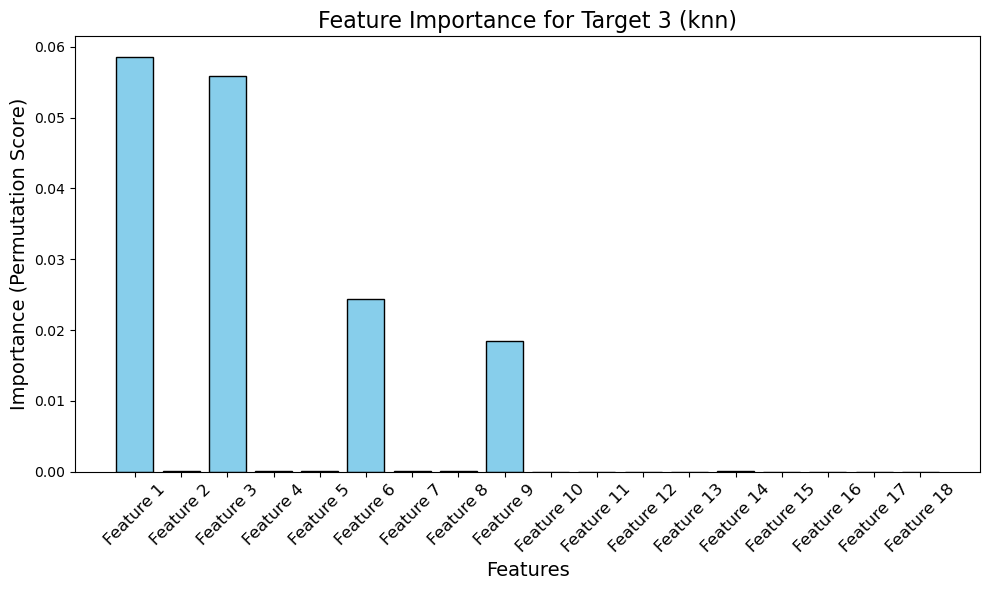 Feature Importance for Target 3 (knn)
Importance (Permutation Score)
0.06
0.05
0.04
0.03
0.02
0.01
0.00
Feature 1
Feature 2
Feature 3
Feature 4
Feature 5
Feature 6
Feature 7
Feature 8
Feature 9
Feature 10
Feature 11
Feature 12
Feature 13
Feature 14
Feature 15
Feature 16
Feature 17
Feature 18
Features